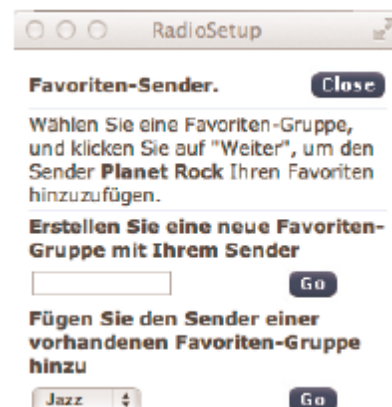 RadioSetup
Favoriten-Sender. Close
Wählen Sie eine Favoriten-Gruppe,
und klicken Sie auf "Weiter", um den
Sender Planet Rock Ihren Favoriten
hinzuzufügen.
Erstellen Sie eine neue Favoriten-
Gruppe mit Ihrem Sender
Go
Fügen Sie den Sender einer
vorhandenen Favoriten-Gruppe
hinzu
Jazz Go